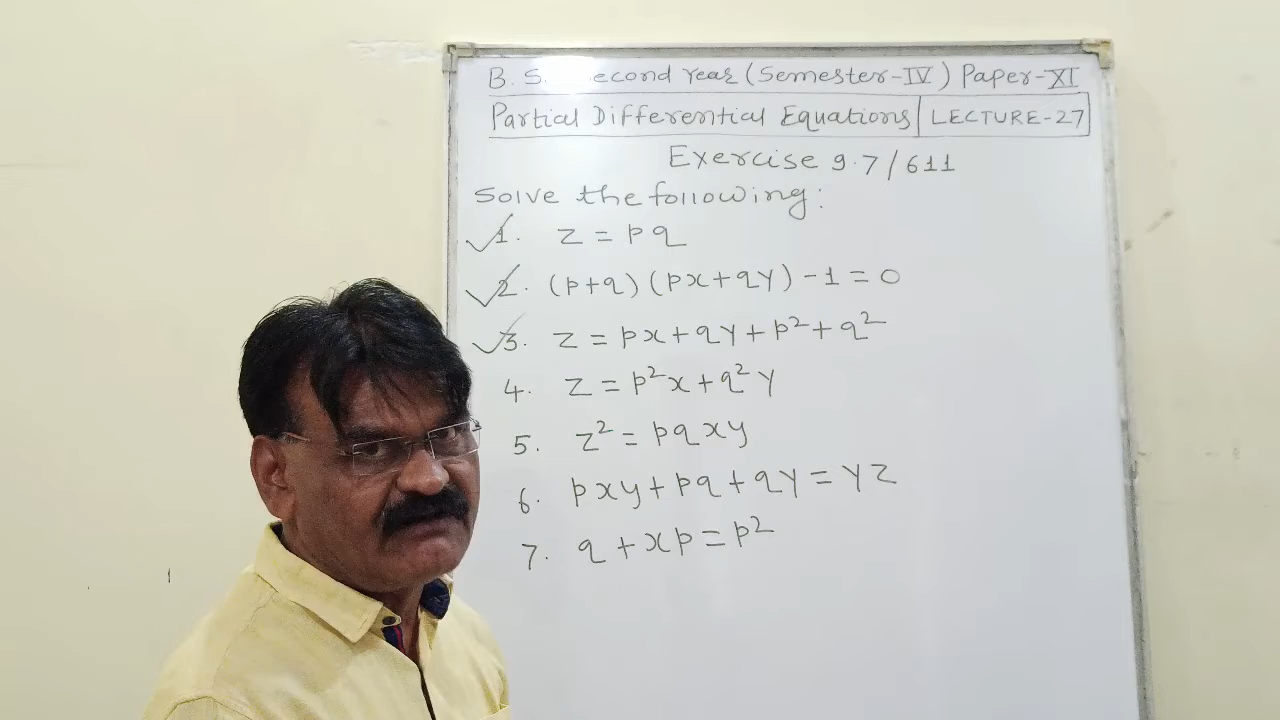 B. S. econd Year (Semester-IV) Paper-XI
Partial Differential Equations LECTURE-27
Exercise 9.7/611
Solve the following:
1. z = pq
2. (p+q)(px+qy)-1=0
3. z = px+qy+p²+q²
4. z = p²x+q²y
5. z² = pqxy
6. pxy+pq+qy=yz
7. q+xp=p²